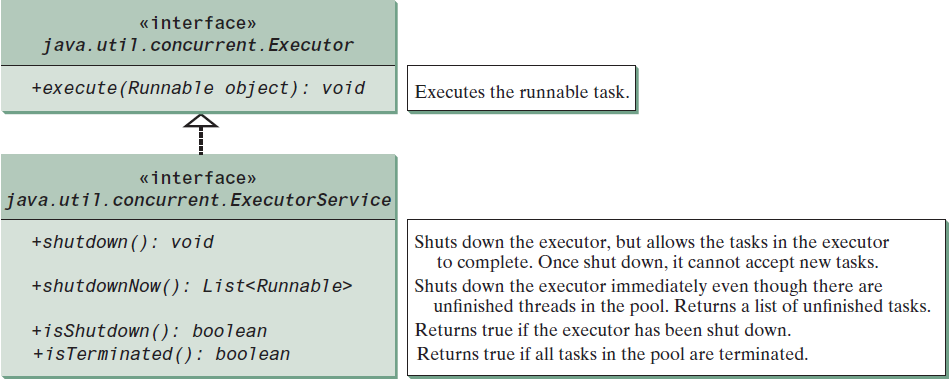 «interface»
java.util.concurrent.Executor
+execute(Runnable object): void
Executes the runnable task.
«interface»
java.util.concurrent.ExecutorService
+shutdown(): void
Shuts down the executor, but allows the tasks in the executor
to complete. Once shut down, it cannot accept new tasks.
+shutdownNow(): List<Runnable>
Shuts down the executor immediately even though there are
unfinished threads in the pool. Returns a list of unfinished tasks.
+isShutdown(): boolean
Returns true if the executor has been shut down.
+isTerminated(): boolean
Returns true if all tasks in the pool are terminated.